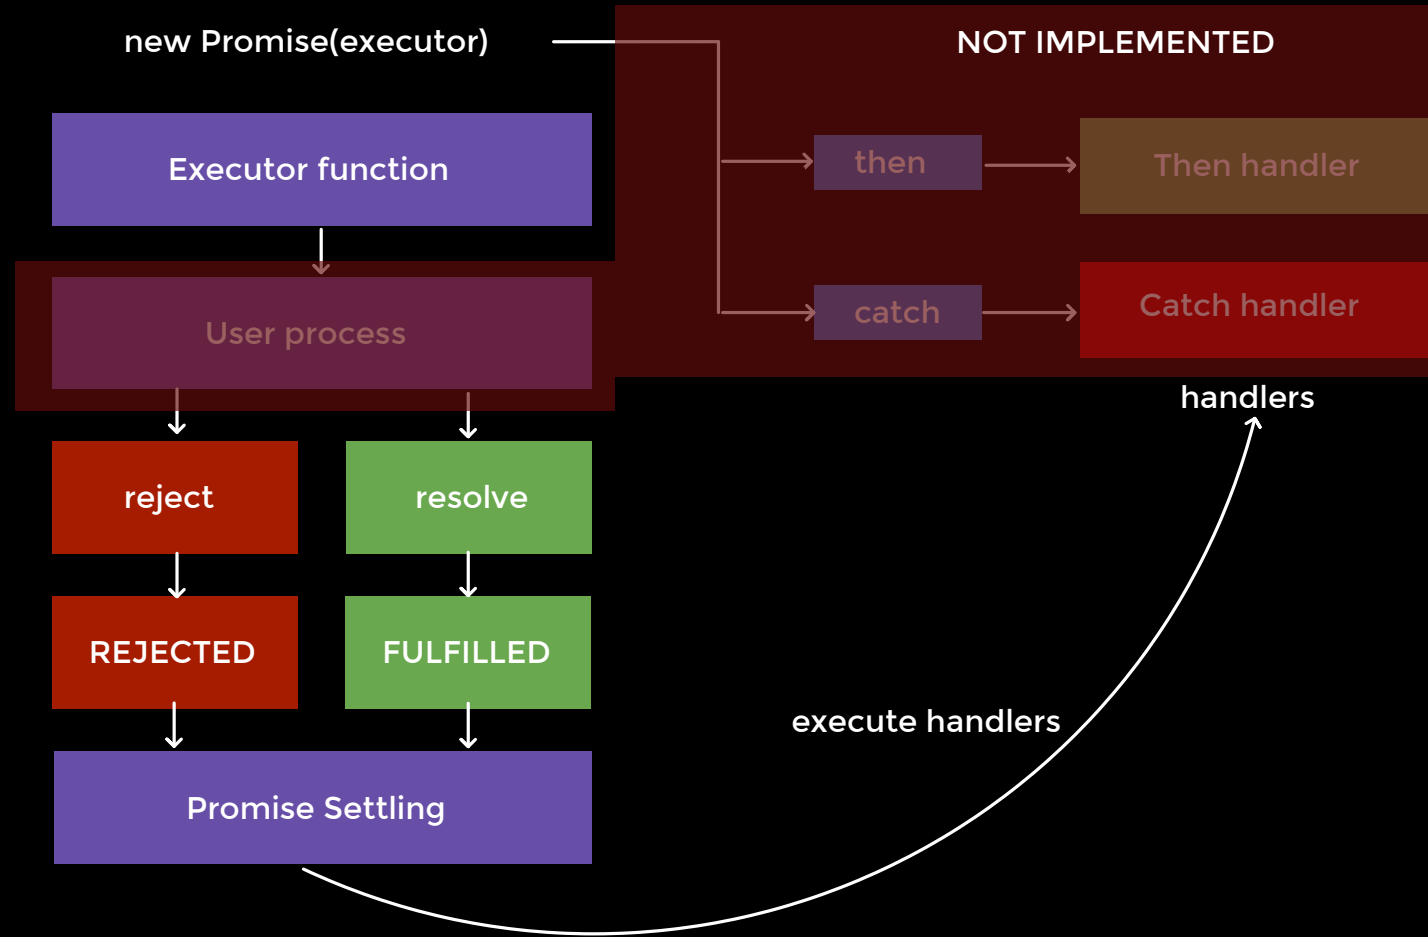 new Promise(executor)
NOT IMPLEMENTED
Executor function
then
Then handler
User process
catch
Catch handler
handlers
reject
resolve
REJECTED
FULFILLED
execute handlers
Promise Settling